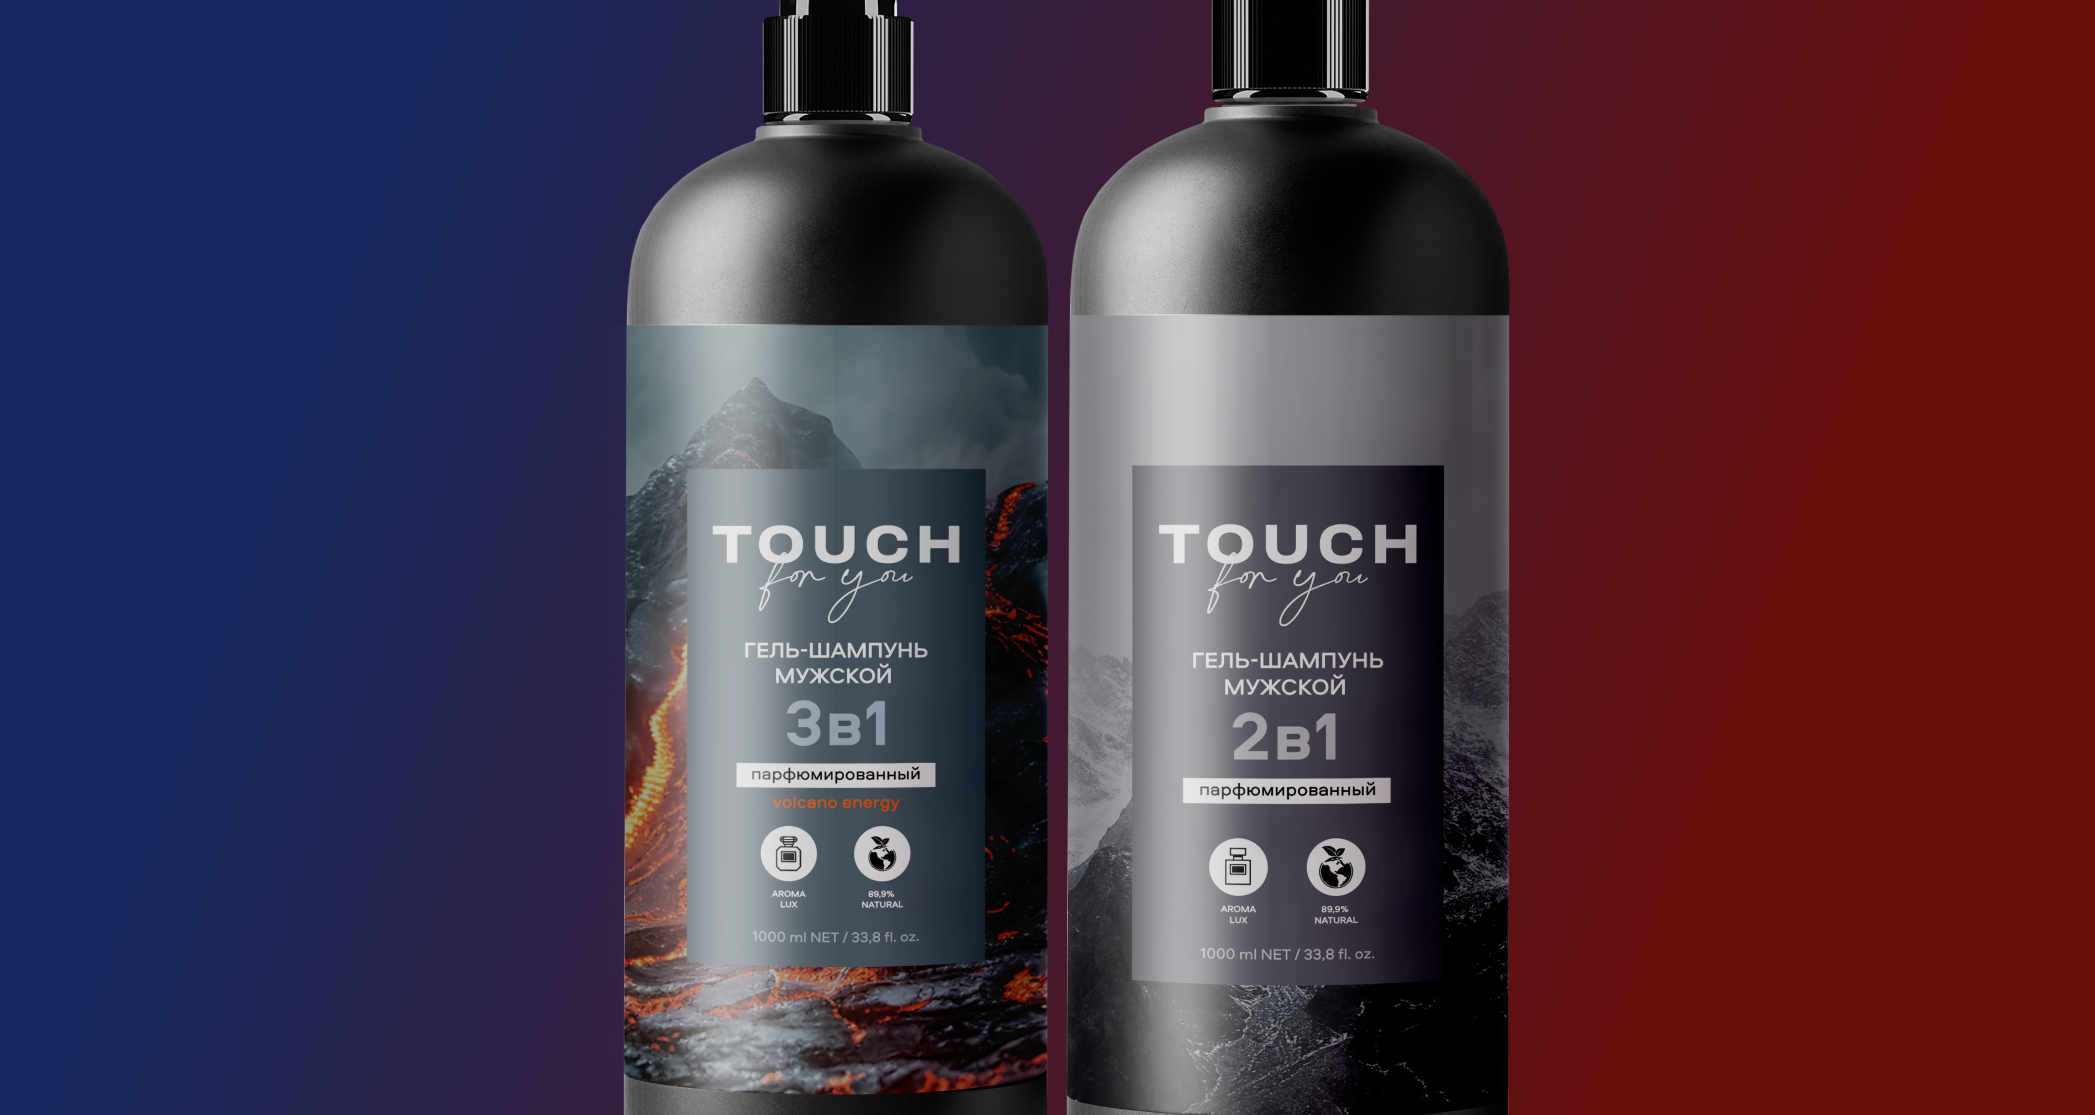 TOUCH
for you
ГЕЛЬ-ШАМПУНЬ
МУЖСКОЙ
3в1
парфюмированный
volcano energy
AROMA
LUX
89,9%
NATURAL
1000 ml NET / 33,8 fl. oz.
TOUCH
for you
ГЕЛЬ-ШАМПУНЬ
МУЖСКОЙ
2в1
парфюмированный
AROMA
LUX
89,9%
NATURAL
1000 ml NET / 33,8 fl. oz.